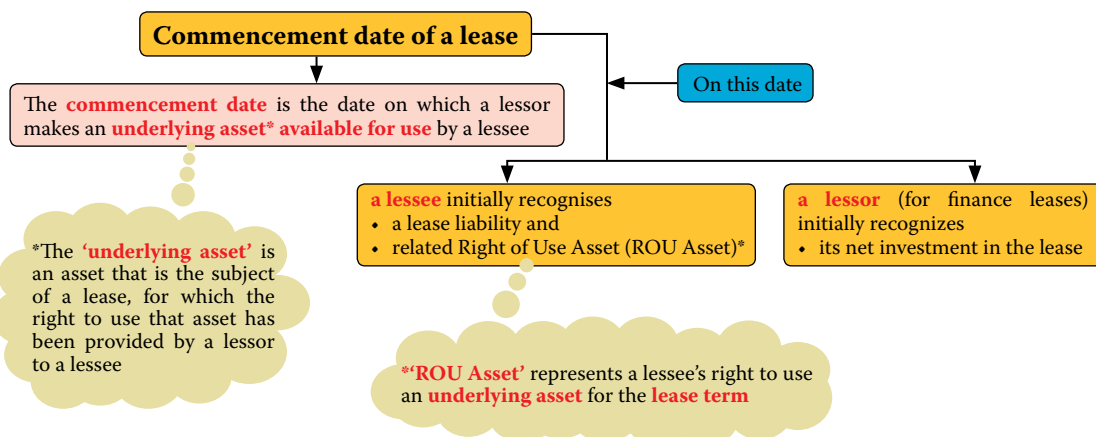 Commencement date of a lease
On this date
The commencement date is the date on which a lessor
makes an underlying asset* available for use by a lessee
a lessee initially recognises
• a lease liability and
• related Right of Use Asset (ROU Asset)*
a lessor (for finance leases)
initially recognizes
• its net investment in the lease
*The ‘underlying asset’ is
an asset that is the subject
of a lease, for which the
right to use that asset has
been provided by a lessor
to a lessee
*‘ROU Asset’ represents a lessee’s right to use
an underlying asset for the lease term